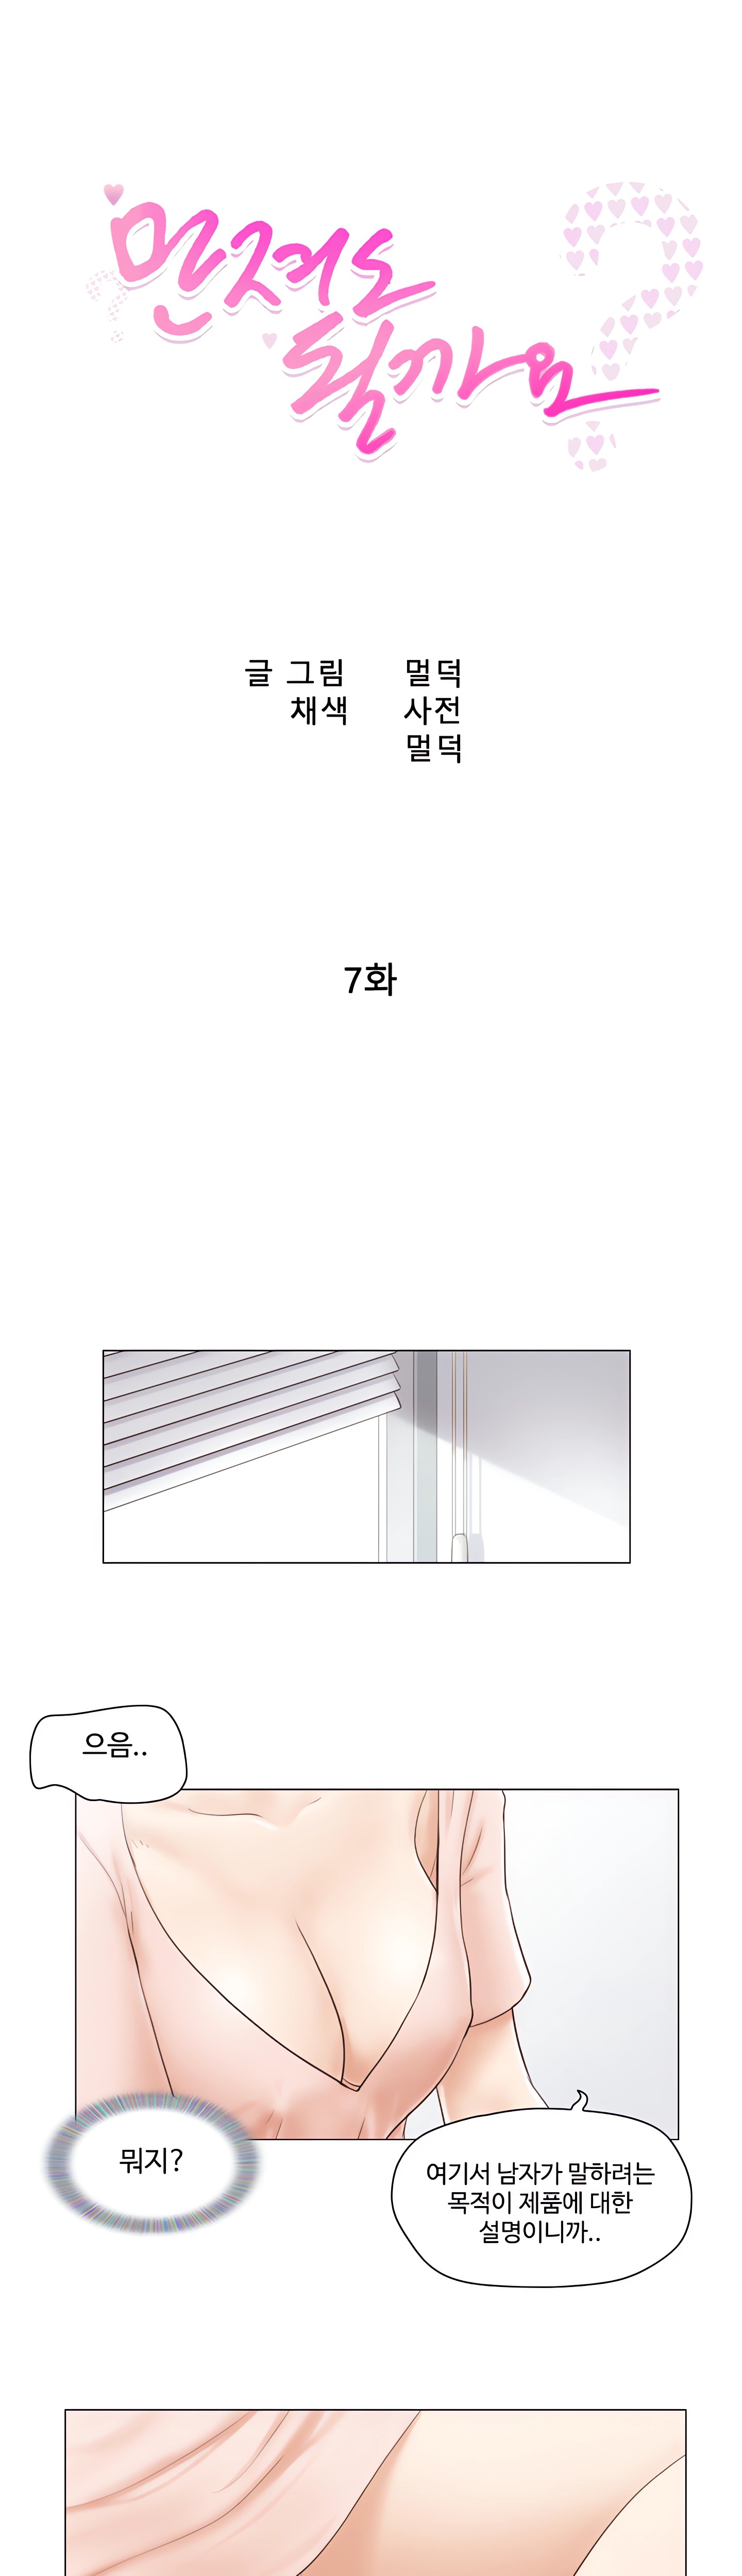 먼저도
될까요?
글 그림 멀덕
채색 사전
멀덕
7화
으음..
뭐지?
여기서 남자가 말하려는
목적이 제품에 대한
설명이니까..